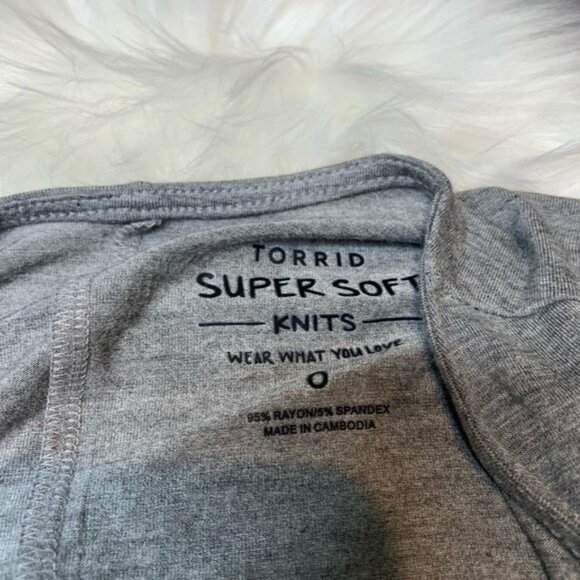 TORRID
SUPER SOFT
KNITS
WEAR WHAT YOU LOVE
0
95% RAYON/5% SPANDEX
MADE IN CAMBODIA